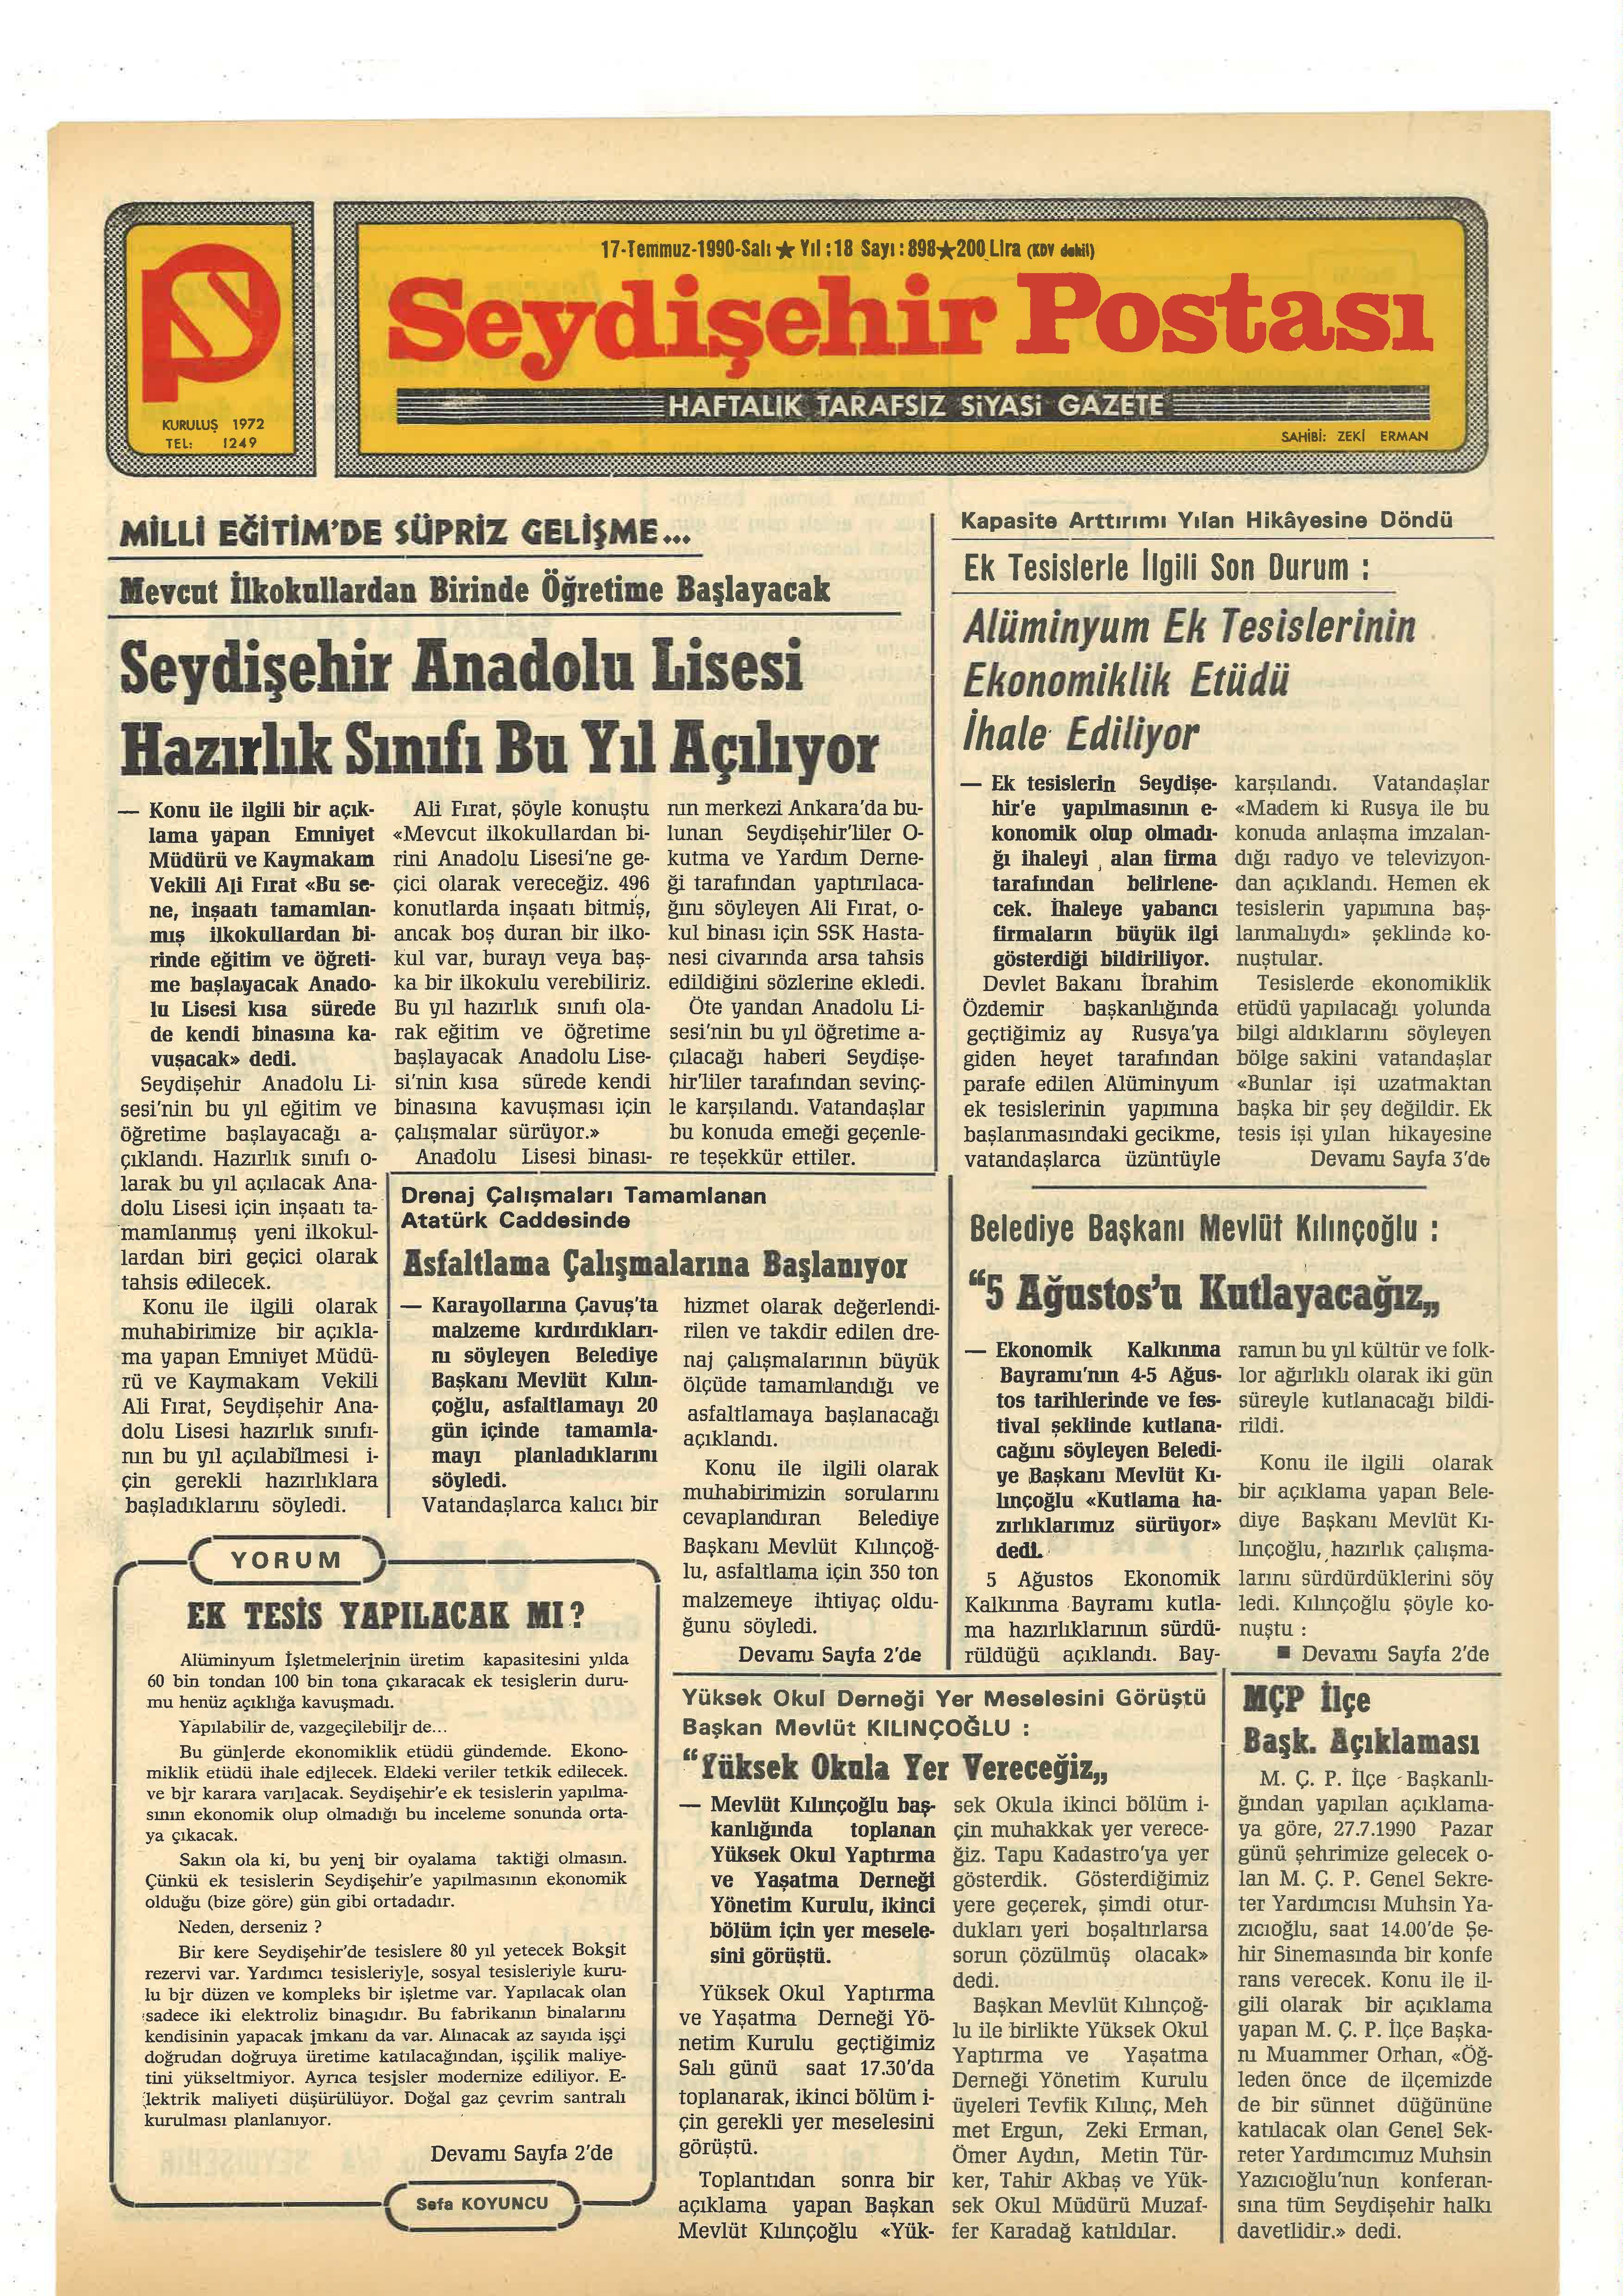 17-Temmuz-1990-Salı ★ Yıl : 18 Sayı : 898 ★ 200 Lira (KDV dahil)
Seydişehir Postası
HAFTALIK TARAFSIZ SİYASİ GAZETE
SAHİBİ: ZEKİ ERMAN
KURULUŞ 1972
TEL: 1249
MİLLİ EĞİTİM'DE SÜPRİZ GELİŞME...
Mevcut İlkokullardan Birinde Öğretime Başlayacak
Seydişehir Anadolu Lisesi
Hazırlık Sınıfı Bu Yıl Açılıyor
— Konu ile ilgili bir açık-
lama yapan Emniyet
Müdürü ve Kaymakam
Vekili Ali Fırat «Bu se-
ne, inşaatı tamamlan-
mış ilkokullardan bi-
rinde eğitim ve öğreti-
me başlayacak Anado-
lu Lisesi kısa sürede
de kendi binasına ka-
vuşacak» dedi.
Seydişehir Anadolu Li-
sesi'nin bu yıl eğitim ve
öğretime başlayacağı a-
çıklandı. Hazırlık sınıfı o-
larak bu yıl açılacak Ana-
dolu Lisesi için inşaatı ta-
mamlanmış yeni ilkokul-
lardan biri geçici olarak
tahsis edilecek.
Konu ile ilgili olarak
muhabirimize bir açıkla-
ma yapan Emniyet Müdü-
rü ve Kaymakam Vekili
Ali Fırat, Seydişehir Ana-
dolu Lisesi hazırlık sınıfı-
nın bu yıl açılabilmesi i-
çin gerekli hazırlıklara
başladıklarını söyledi.
Ali Fırat, şöyle konuştu
«Mevcut ilkokullardan bi-
rini Anadolu Lisesi'ne ge-
çici olarak vereceğiz. 496
konutlarda inşaatı bitmiş,
ancak boş duran bir ilko-
kul var, burayı veya baş-
ka bir ilkokulu verebiliriz.
Bu yıl hazırlık sınıfı ola-
rak eğitim ve öğretime
başlayacak Anadolu Lise-
si'nin kısa sürede kendi
binasına kavuşması için
çalışmalar sürüyor.»
Anadolu Lisesi binası-
nın merkezi Ankara'da bu-
lunan Seydişehir'liler O-
kutma ve Yardım Derne-
ği tarafından yaptırılaca-
ğını söyleyen Ali Fırat, o-
kul binası için SSK Hasta-
nesi civarında arsa tahsis
edildiğini sözlerine ekledi.
Öte yandan Anadolu Li-
sesi'nin bu yıl öğretime a-
çılacağı haberi Seydişe-
hir'liler tarafından sevinç-
le karşılandı. Vatandaşlar
bu konuda emeği geçenle-
re teşekkür ettiler.
Kapasite Arttırımı Yılan Hikâyesine Döndü
Ek Tesislerle İlgili Son Durum :
Alüminyum Ek Tesislerinin
Ekonomiklik Etüdü
İhale Ediliyor
— Ek tesislerin Seydişe-
hir'e yapılmasının e-
konomik olup olmadı-
ğı ihaleyi alan firma
tarafından belirlene-
cek. İhaleye yabancı
firmaların büyük ilgi
gösterdiği bildiriliyor.
Devlet Bakanı İbrahim
Özdemir başkanlığında
geçtiğimiz ay Rusya'ya
giden heyet tarafından
parafe edilen Alüminyum
ek tesislerinin yapımına
başlanmasındaki gecikme,
vatandaşlarca üzüntüyle
karşılandı. Vatandaşlar
«Madem ki Rusya ile bu
konuda anlaşma imzalan-
dığı radyo ve televizyon-
dan açıklandı. Hemen ek
tesislerin yapımına baş-
lanmalıydı» şeklinde ko-
nuştular.
Tesislerde ekonomiklik
etüdü yapılacağı yolunda
bilgi aldıklarını söyleyen
bölge sakini vatandaşlar
«Bunlar işi uzatmaktan
başka bir şey değildir. Ek
tesis işi yılan hikayesine
Devamı Sayfa 3'de
Drenaj Çalışmaları Tamamlanan
Atatürk Caddesinde
Asfaltlama Çalışmalarına Başlanıyor
— Karayollarına Çavuş'ta
malzeme kırdırdıkları-
nı söyleyen Belediye
Başkanı Mevlüt Kılın-
çoğlu, asfaltlamayı 20
gün içinde tamamla-
mayı planladıklarını
söyledi.
Vatandaşlarca kalıcı bir
hizmet olarak değerlendi-
rilen ve takdir edilen dre-
naj çalışmalarının büyük
ölçüde tamamlandığı ve
asfaltlamaya başlanacağı
açıklandı.
Konu ile ilgili olarak
muhabirimizin sorularını
cevaplandıran Belediye
Başkanı Mevlüt Kılınçoğ-
lu, asfaltlama için 350 ton
malzemeye ihtiyaç oldu-
ğunu söyledi.
Devamı Sayfa 2'de
Belediye Başkanı Mevlüt Kılınçoğlu :
“5 Ağustos'u Kutlayacağız„
— Ekonomik Kalkınma
Bayramı'nın 4-5 Ağus-
tos tarihlerinde ve fes-
tival şeklinde kutlana-
cağını söyleyen Beledi-
ye Başkanı Mevlüt Kı-
lınçoğlu «Kutlama ha-
zırlıklarımız sürüyor»
dedi.
5 Ağustos Ekonomik
Kalkınma Bayramı kutla-
ma hazırlıklarının sürdü-
rüldüğü açıklandı. Bay-
ramın bu yıl kültür ve folk-
lor ağırlıklı olarak iki gün
süreyle kutlanacağı bildi-
rildi.
Konu ile ilgili olarak
bir açıklama yapan Bele-
diye Başkanı Mevlüt Kı-
lınçoğlu, hazırlık çalışma-
larını sürdürdüklerini söy
ledi. Kılınçoğlu şöyle ko-
nuştu :
■ Devamı Sayfa 2'de
YORUM
EK TESİS YAPILACAK MI?
Alüminyum İşletmelerinin üretim kapasitesini yılda
60 bin tondan 100 bin tona çıkaracak ek tesislerin duru-
mu henüz açıklığa kavuşmadı.
Yapılabilir de, vazgeçilebilir de...
Bu günlerde ekonomiklik etüdü gündemde. Ekono-
miklik etüdü ihale edilecek. Eldeki veriler tetkik edilecek.
ve bir karara varılacak. Seydişehir'e ek tesislerin yapılma-
sının ekonomik olup olmadığı bu inceleme sonunda orta-
ya çıkacak.
Sakın ola ki, bu yeni bir oyalama taktiği olmasın.
Çünkü ek tesislerin Seydişehir'e yapılmasının ekonomik
olduğu (bize göre) gün gibi ortadadır.
Neden, derseniz ?
Bir kere Seydişehir'de tesislere 80 yıl yetecek Boksit
rezervi var. Yardımcı tesisleriyle, sosyal tesisleriyle kuru-
lu bir düzen ve kompleks bir işletme var. Yapılacak olan
sadece iki elektroliz binasıdır. Bu fabrikanın binalarını
kendisinin yapacak imkanı da var. Alınacak az sayıda işçi
doğrudan doğruya üretime katılacağından, işçilik maliye-
tini yükseltmiyor. Ayrıca tesisler modernize ediliyor. E-
lektrik maliyeti düşürülüyor. Doğal gaz çevrim santralı
kurulması planlanıyor.
Devamı Sayfa 2'de
Sefa KOYUNCU
Yüksek Okul Derneği Yer Meselesini Görüştü
Başkan Mevlüt KILINÇOĞLU :
“Yüksek Okula Yer Vereceğiz„
— Mevlüt Kılınçoğlu baş-
kanlığında toplanan
Yüksek Okul Yaptırma
ve Yaşatma Derneği
Yönetim Kurulu, ikinci
bölüm için yer mesele-
sini görüştü.
Yüksek Okul Yaptırma
ve Yaşatma Derneği Yö-
netim Kurulu geçtiğimiz
Salı günü saat 17.30'da
toplanarak, ikinci bölüm i-
çin gerekli yer meselesini
görüştü.
Toplantıdan sonra bir
açıklama yapan Başkan
Mevlüt Kılınçoğlu «Yük-
sek Okula ikinci bölüm i-
çin muhakkak yer verece-
ğiz. Tapu Kadastro'ya yer
gösterdik. Gösterdiğimiz
yere geçerek, şimdi otur-
dukları yeri boşaltırlarsa
sorun çözülmüş olacak»
dedi.
Başkan Mevlüt Kılınçoğ-
lu ile birlikte Yüksek Okul
Yaptırma ve Yaşatma
Derneği Yönetim Kurulu
üyeleri Tevfik Kılınç, Meh
met Ergun, Zeki Erman,
Ömer Aydın, Metin Tür-
ker, Tahir Akbaş ve Yük-
sek Okul Müdürü Muzaf-
fer Karadağ katıldılar.
MÇP İlçe
Başk. Açıklaması
M. Ç. P. İlçe Başkanlı-
ğından yapılan açıklama-
ya göre, 27.7.1990 Pazar
günü şehrimize gelecek o-
lan M. Ç. P. Genel Sekre-
ter Yardımcısı Muhsin Ya-
zıcıoğlu, saat 14.00'de Şe-
hir Sinemasında bir konfe
rans verecek. Konu ile il-
gili olarak bir açıklama
yapan M. Ç. P. İlçe Başka-
nı Muammer Orhan, «Öğ-
leden önce de ilçemizde
de bir sünnet düğününe
katılacak olan Genel Sek-
reter Yardımcımız Muhsin
Yazıcıoğlu'nun konferan-
sına tüm Seydişehir halkı
davetlidir.» dedi.